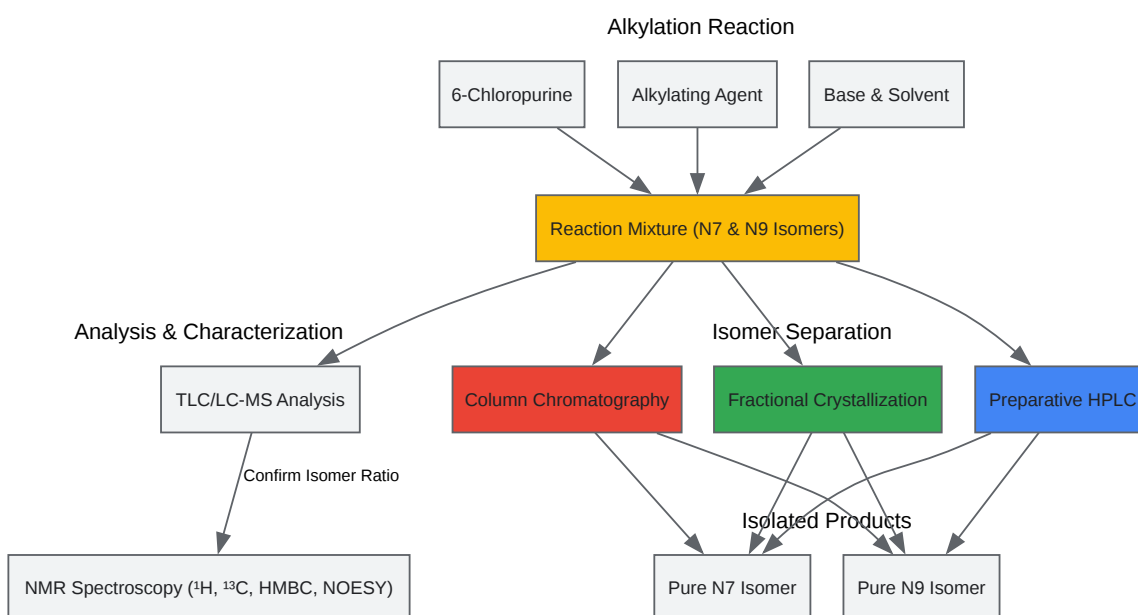 Alkylation Reaction
6-Chloropurine
Alkylating Agent
Base & Solvent
Reaction Mixture (N7 & N9 Isomers)
Analysis & Characterization
Isomer Separation
TLC/LC-MS Analysis
Column Chromatography
Fractional Crystallization
Preparative HPLC
Confirm Isomer Ratio
Isolated Products
NMR Spectroscopy (¹H, ¹³C, HMBC, NOESY)
Pure N7 Isomer
Pure N9 Isomer